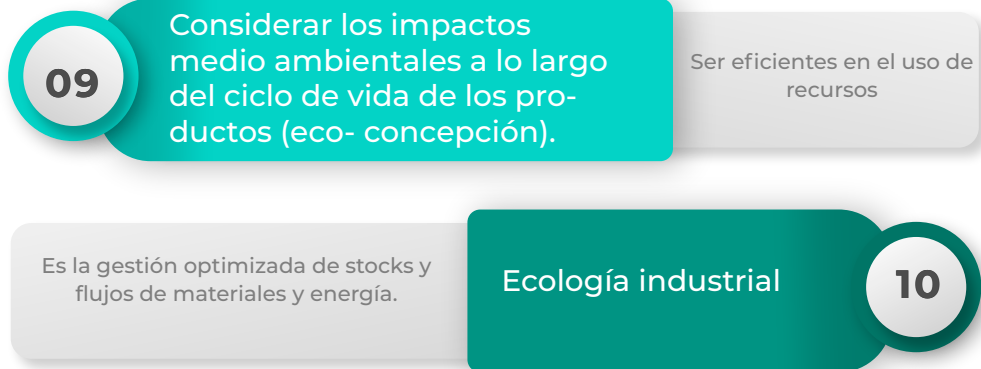 09
Considerar los impactos
medio ambientales a lo largo
del ciclo de vida de los pro-
ductos (eco- concepción).
Ser eficientes en el uso de
recursos
Es la gestión optimizada de stocks y
flujos de materiales y energía.
Ecología industrial
10